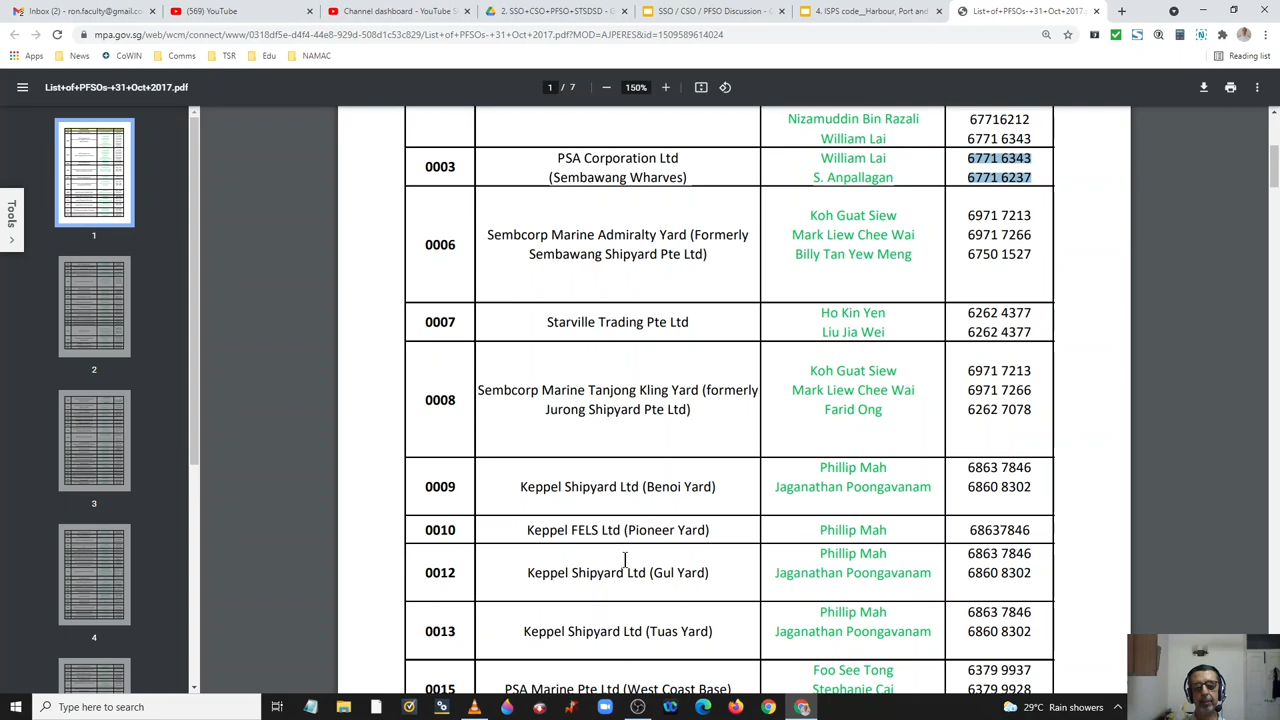 Inbox (2) - ron.faculty@gmail.co
(569) YouTube
Channel dashboard - YouTube S
2. SSO+CSO+PFSO+STSDSD - G
SSO / CSO / PFSO Discussion - G
4. ISPS code__Harbour, Port and
List+of+PFSOs-+31+Oct+2017.p
mpa.gov.sg/web/wcm/connect/www/0318df5e-d4f4-44e8-929d-508d1c53c829/List+of+PFSOs-+31+Oct+2017.pdf?MOD=AJPERES&id=1509589614024
Apps
News
CoWIN
Comms
TSR
Edu
NAMAC
Reading list
List+of+PFSOs-+31+Oct+2017.pdf
1 / 7
150%
Tools
1
2
3
4
Nizamuddin Bin Razali 67716212
William Lai 6771 6343
0003 PSA Corporation Ltd William Lai 6771 6343
(Sembawang Wharves) S. Anpallagan 6771 6237
Koh Guat Siew 6971 7213
0006 Sembcorp Marine Admiralty Yard (Formerly Mark Liew Chee Wai 6971 7266
Sembawang Shipyard Pte Ltd) Billy Tan Yew Meng 6750 1527
Ho Kin Yen 6262 4377
0007 Starville Trading Pte Ltd
Liu Jia Wei 6262 4377
Koh Guat Siew 6971 7213
0008 Sembcorp Marine Tanjong Kling Yard (formerly Mark Liew Chee Wai 6971 7266
Jurong Shipyard Pte Ltd) Farid Ong 6262 7078
Phillip Mah 6863 7846
0009 Keppel Shipyard Ltd (Benoi Yard) Jaganathan Poongavanam 6860 8302
0010 Keppel FELS Ltd (Pioneer Yard) Phillip Mah 68637846
Phillip Mah 6863 7846
0012 Keppel Shipyard Ltd (Gul Yard) Jaganathan Poongavanam 6860 8302
Phillip Mah 6863 7846
0013 Keppel Shipyard Ltd (Tuas Yard) Jaganathan Poongavanam 6860 8302
Foo See Tong 6379 9937
0015 PSA Marine Pte Ltd (West Coast Base) Stephanie Cai 6379 9928
Type here to search
29°C Rain showers